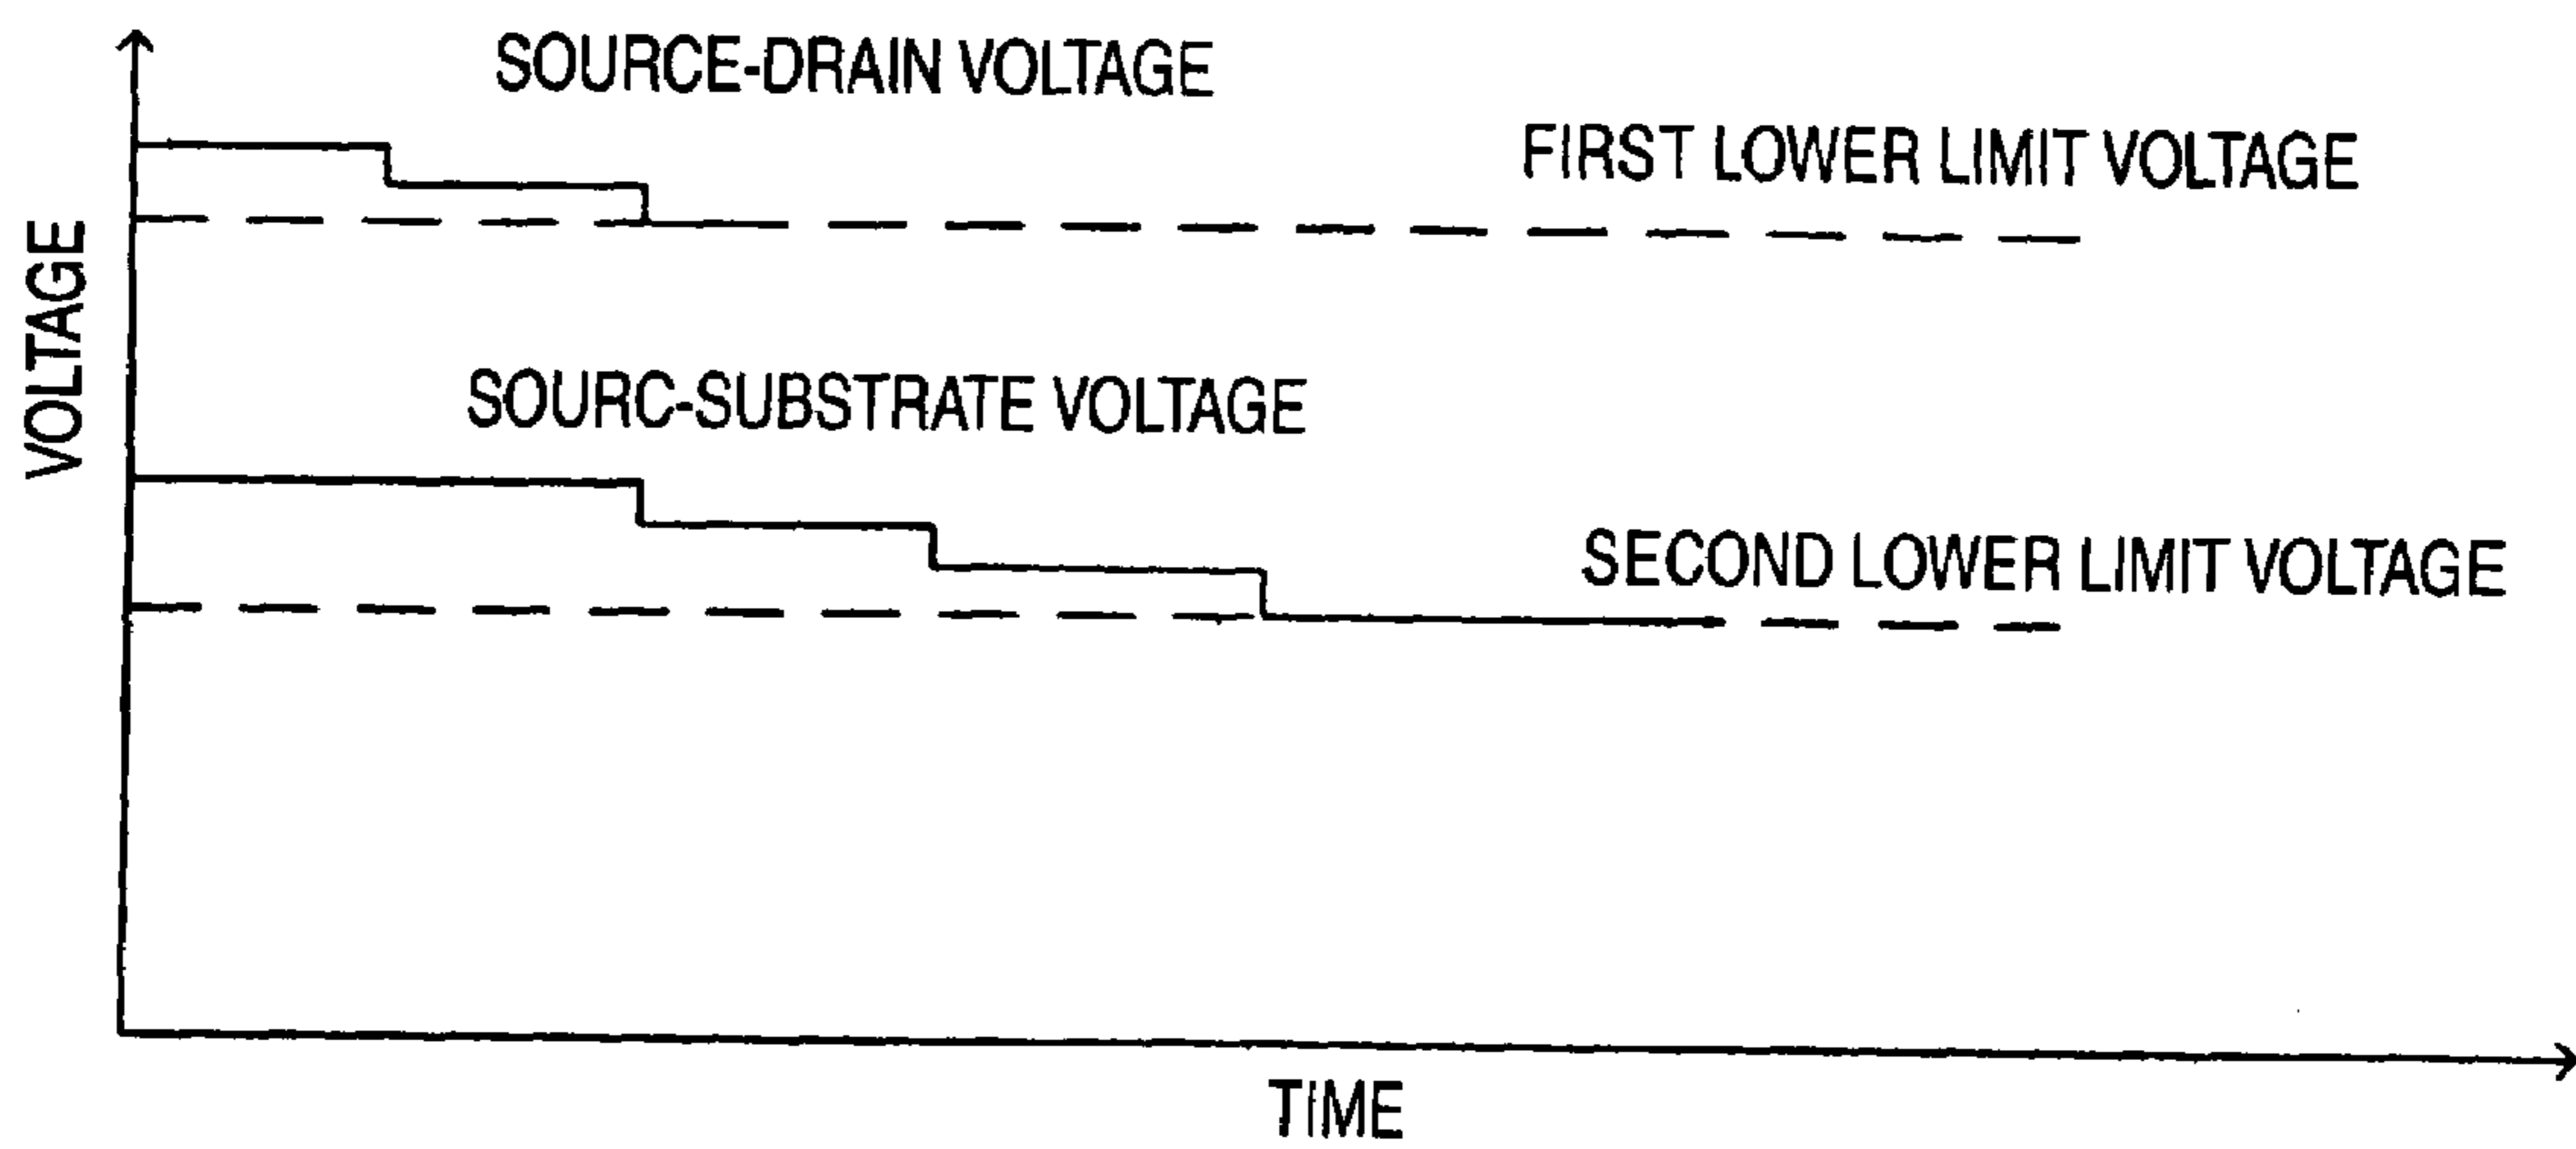 SOURCE-DRAIN VOLTAGE
FIRST LOWER LIMIT VOLTAGE
VOLTAGE
SOURC-SUBSTRATE VOLTAGE
SECOND LOWER LIMIT VOLTAGE
TIME